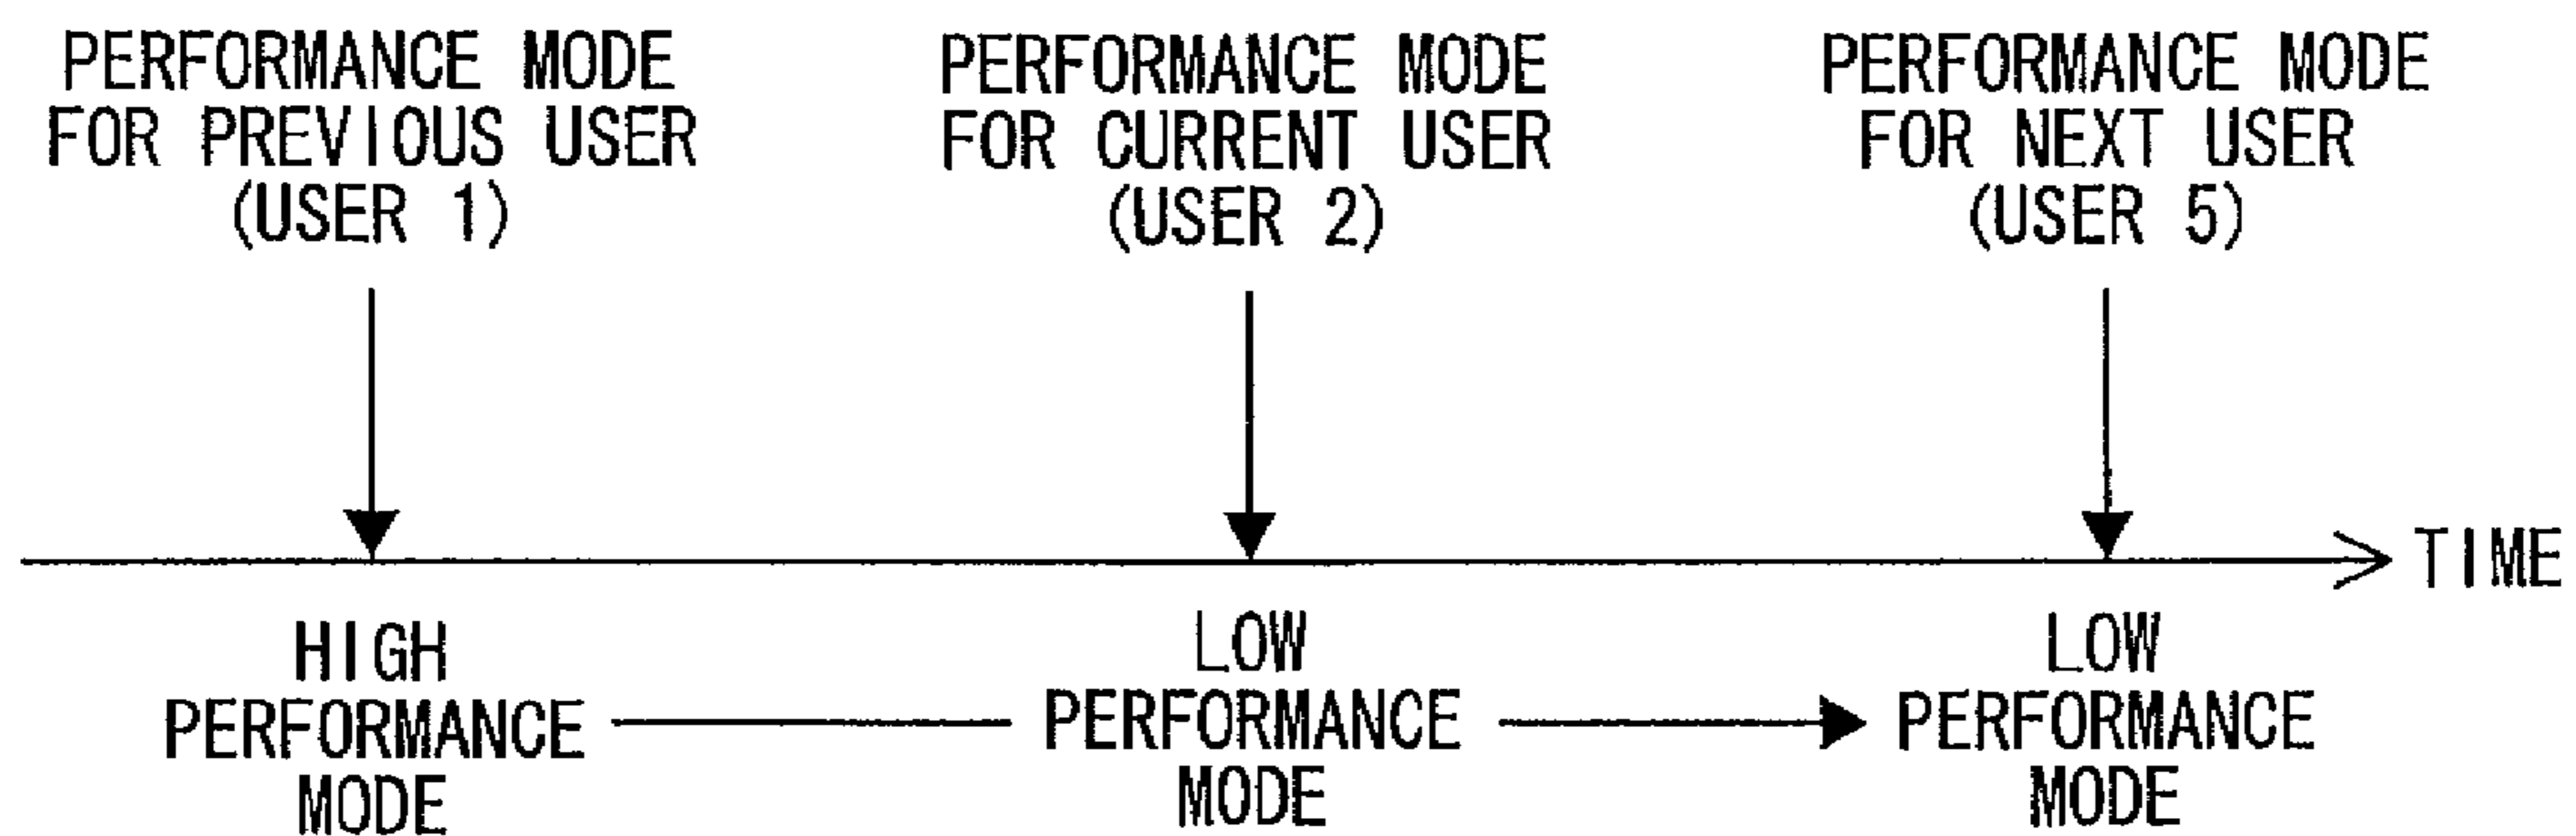 PERFORMANCE MODE
FOR PREVIOUS USER
(USER 1)
PERFORMANCE MODE
FOR CURRENT USER
(USER 2)
PERFORMANCE MODE
FOR NEXT USER
(USER 5)
TIME
HIGH
PERFORMANCE
MODE
LOW
PERFORMANCE
MODE
LOW
PERFORMANCE
MODE